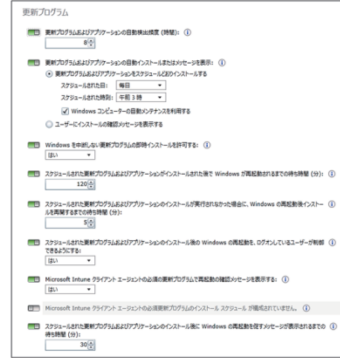 更新プログラム
更新プログラムおよびアプリケーションの自動検出頻度 (時間):
8
更新プログラムおよびアプリケーションの自動インストールまたはメッセージを表示:
更新プログラムおよびアプリケーションをスケジュールどおりインストールする
スケジュールされた日: 毎日
スケジュールされた時刻: 午前 3 時
Windows コンピューターの自動メンテナンスを利用する
ユーザーにインストールの確認メッセージを表示する
Windows を中断しない更新プログラムの即時インストールを許可する:
はい
スケジュールされた更新プログラムおよびアプリケーションがインストールされた後で Windows が再起動されるまでの待ち時間 (分):
120
スケジュールされた更新プログラムおよびアプリケーションのインストールが実行されなかった場合に、Windows の再起動後インストー
ルを再開するまでの待ち時間 (分):
5
スケジュールされた更新プログラムおよびアプリケーションのインストール後の Windows の再起動を、ログオンしているユーザーが制御
できるようにする:
はい
Microsoft Intune クライアント エージェントの必須の更新プログラムで再起動の確認メッセージを表示する:
はい
Microsoft Intune クライアント エージェントの必須更新プログラムのインストール スケジュール が構成されていません。
スケジュールされた更新プログラムおよびアプリケーションのインストール後に Windows の再起動を促すメッセージが表示されるまでの
待ち時間 (分):
30